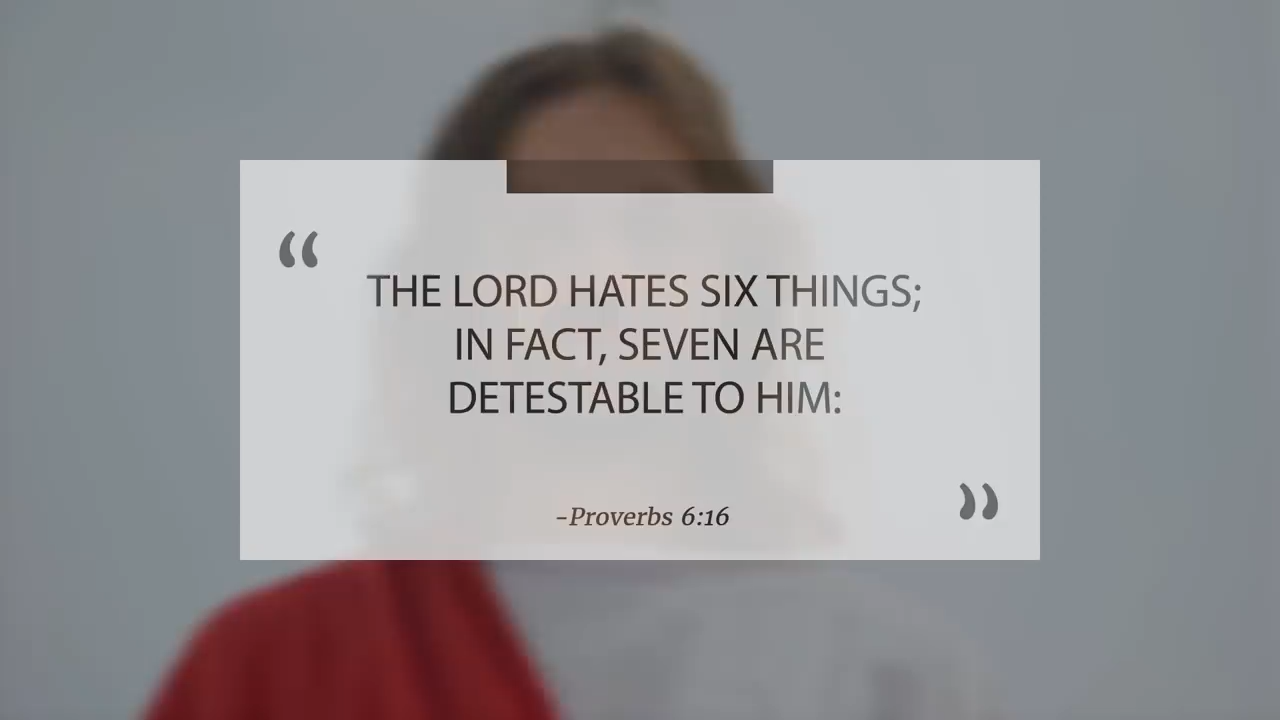 “
THE LORD HATES SIX THINGS;
IN FACT, SEVEN ARE
DETESTABLE TO HIM:
”
–Proverbs 6:16